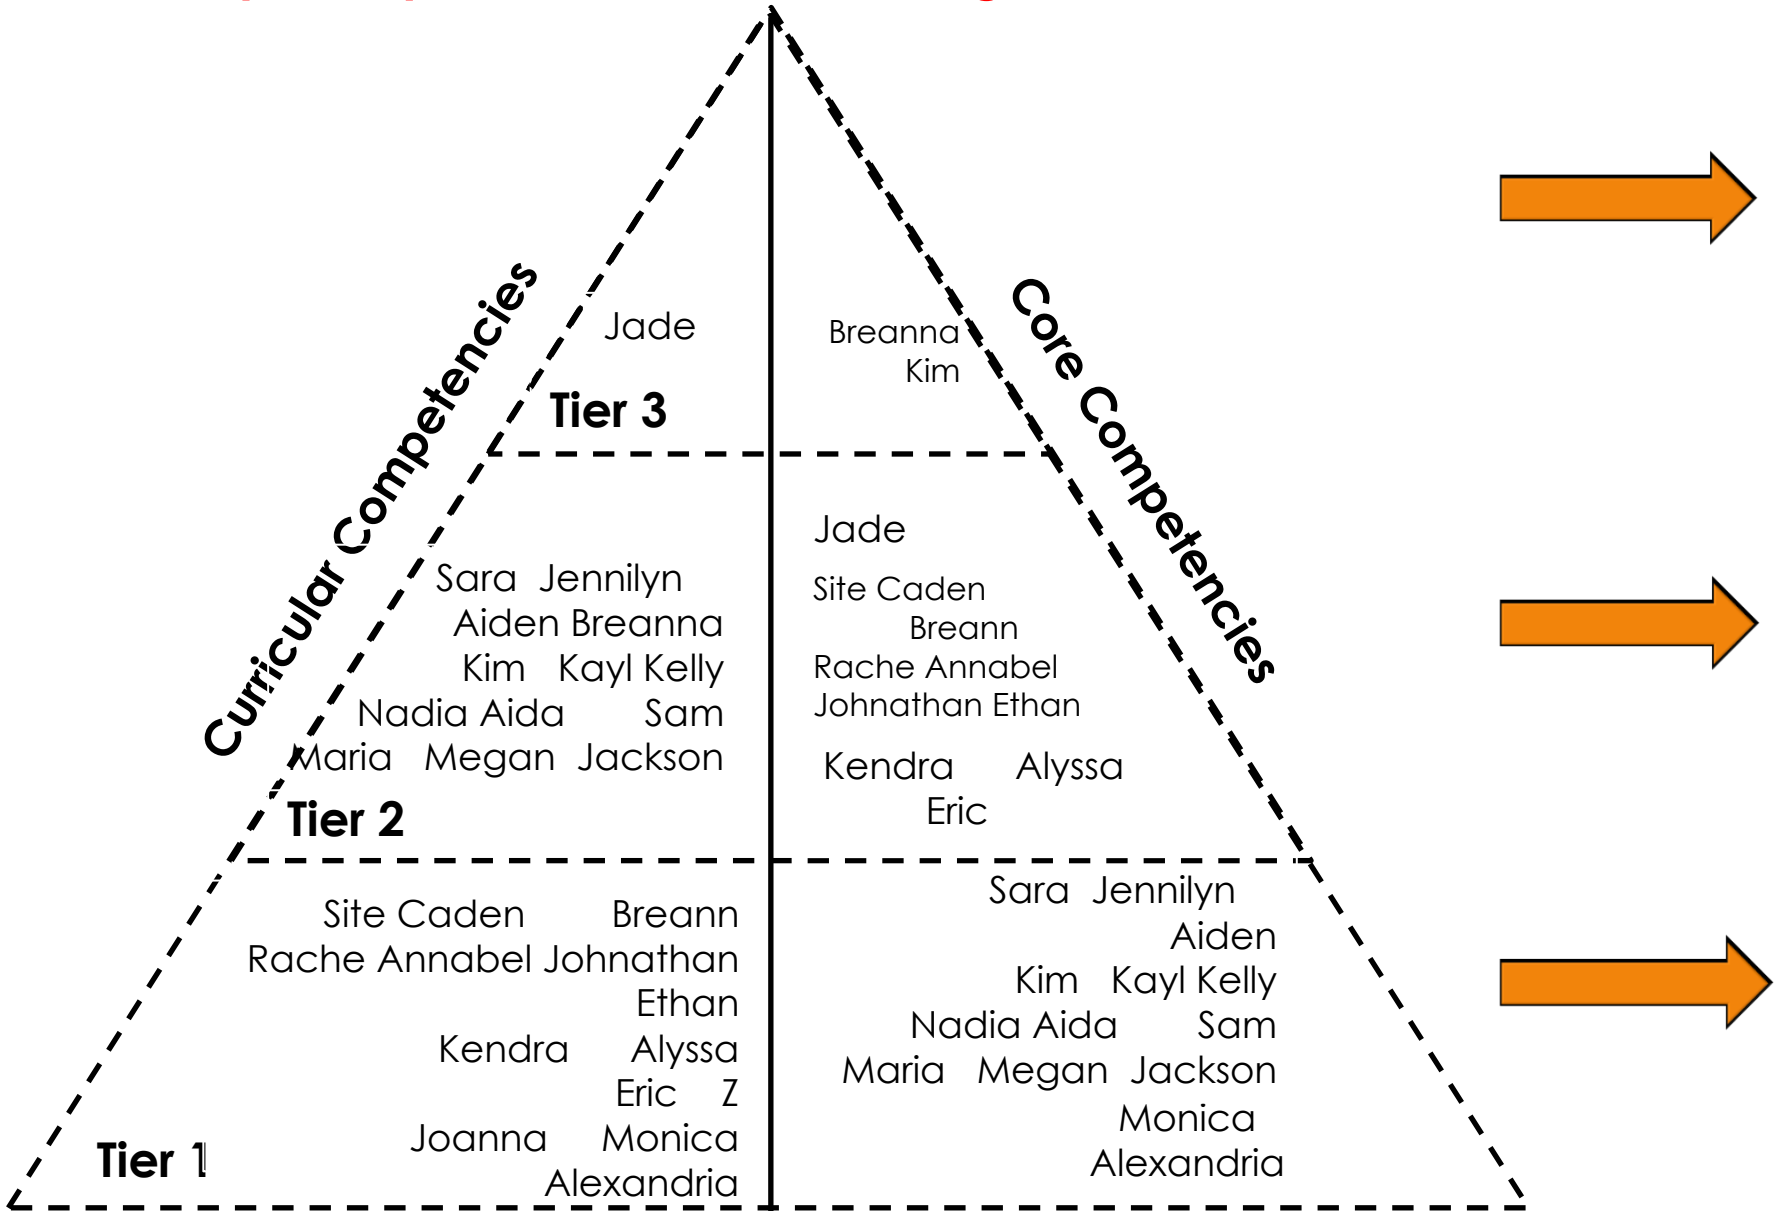 Curricular Competencies
Jade
Tier 3
Sara Jennilyn
Aiden Breanna
Kim Kayl Kelly
Nadia Aida Sam
Maria Megan Jackson
Tier 2
Site Caden Breann
Rache Annabel Johnathan
Ethan
Kendra Alyssa
Eric Z
Joanna Monica
Alexandria
Tier 1
Core Competencies
Breanna
Kim
Jade
Site Caden
Breann
Rache Annabel
Johnathan Ethan
Kendra Alyssa
Eric
Sara Jennilyn
Aiden
Kim Kayl Kelly
Nadia Aida Sam
Maria Megan Jackson
Monica
Alexandria